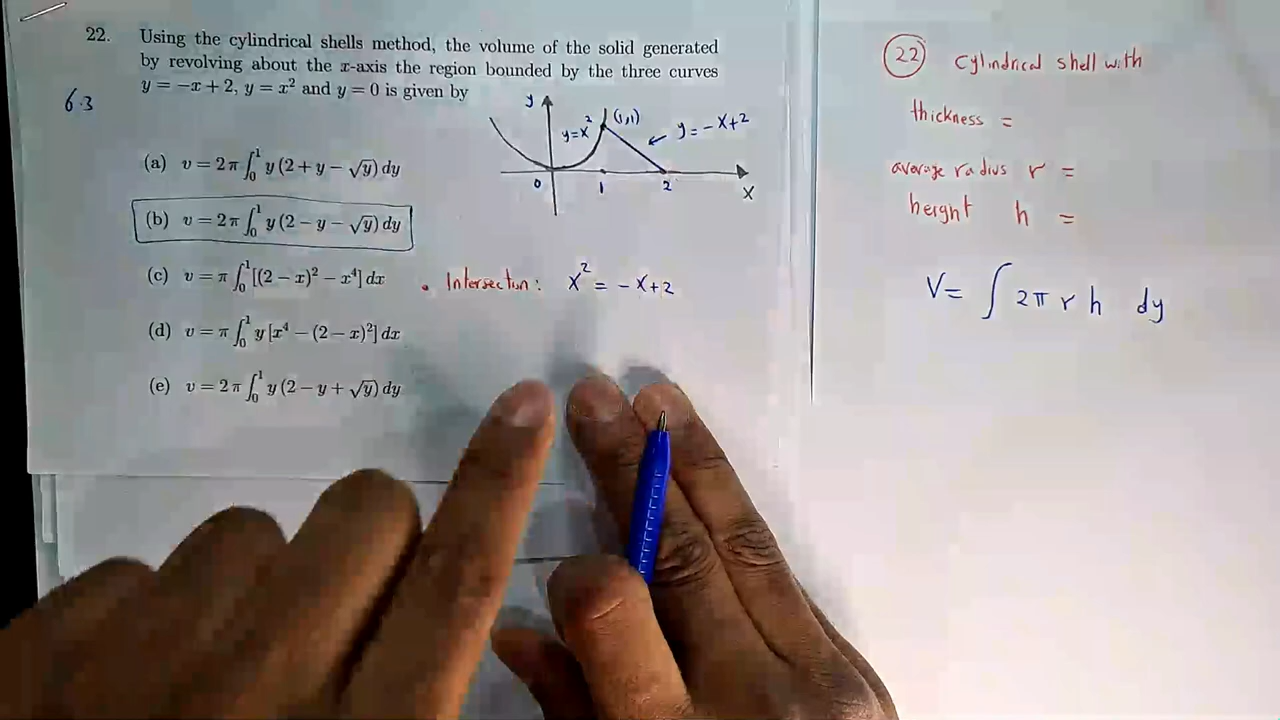 22. Using the cylindrical shells method, the volume of the solid generated
by revolving about the x-axis the region bounded by the three curves
y = −x + 2, y = x² and y = 0 is given by
6.3
(a) v = 2π ∫₀¹ y (2 + y − √y) dy
(b) v = 2π ∫₀¹ y (2 − y − √y) dy
(c) v = π ∫₀¹ [(2 − x)² − x⁴] dx
(d) v = π ∫₀¹ y [x⁴ − (2 − x)²] dx
(e) v = 2π ∫₀¹ y (2 − y + √y) dy
y
y=x²
(1,1)
y=-x+2
0 1 2 x
. Intersection: x² = -x+2
22 Cylindrical shell with
thickness =
average radius r =
height h =
V= ∫ 2π r h dy